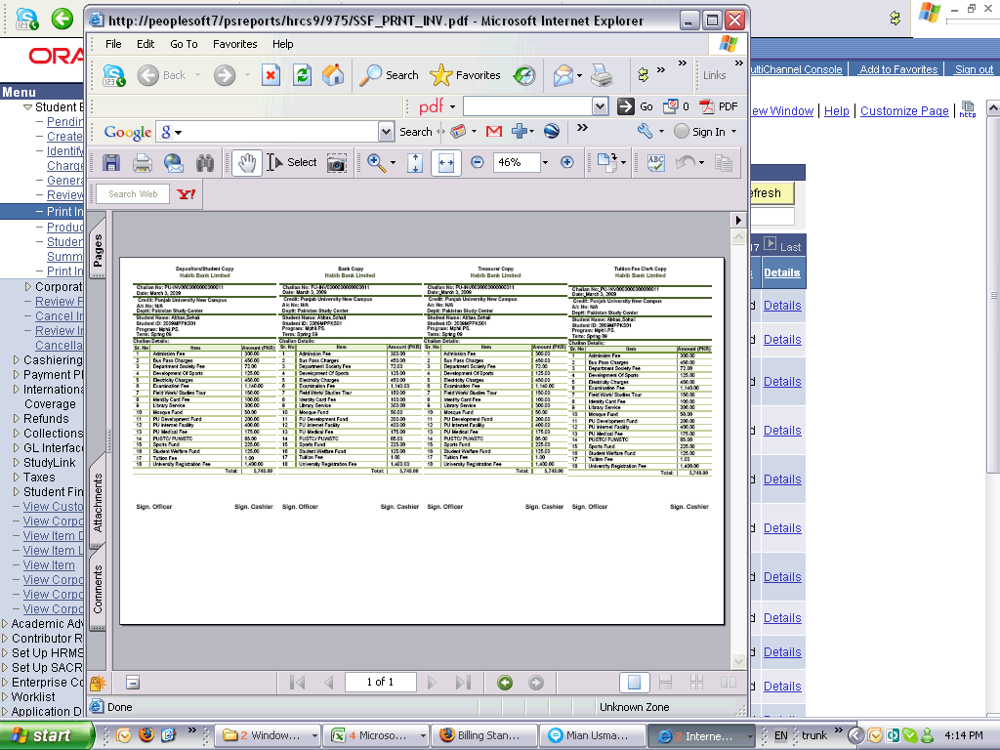 http://peoplesoft7/psreports/hrcs9/975/SSF_PRNT_INV.pdf - Microsoft Internet Explorer
File Edit Go To Favorites Help
Back Search Favorites Links
pdf Go 0 PDF
Google g Search Sign In
Select 46%
Search Web Y!
ORA
ultiChannel Console Add to Favorites Sign out
ew Window Help Customize Page http
efresh
Last
Details
Details
Details
Details
Details
Details
Details
Details
Details
Details
Details
Menu
Student B
Pendin
Create
Identify
Charge
Genera
Review
Print In
Produc
Studen
Summ
Print In
Corporat
Review F
Cancel In
Review In
Cancella
Cashiering
Payment Pl
Internationa
Coverage
Refunds
Collections
GL Interfac
StudyLink
Taxes
Student Fin
View Custo
View Corpo
View Item D
View Item L
View Item
View Corpo
View Corpo
View Corpo
Academic Adv
Contributor R
Set Up HRMS
Set Up SACR
Enterprise Co
Worklist
Application D
Pages
Attachments
Comments
Depositors/Student Copy Bank Copy Treasurer Copy Tuition Fee Clerk Copy
Habib Bank Limited Habib Bank Limited Habib Bank Limited Habib Bank Limited
Date: March 3, 2009 Date: March 3, 2009 Date: March 3, 2009 Date: March 3, 2009
Credit: Punjab University New Campus Credit: Punjab University New Campus Credit: Punjab University New Campus Credit: Punjab University New Campus
A/c No: N/A A/c No: N/A A/c No: N/A A/c No: N/A
Deptt: Pakistan Study Center Deptt: Pakistan Study Center Deptt: Pakistan Study Center Deptt: Pakistan Study Center
Student Name: Abbas,Sohail Student Name: Abbas,Sohail Student Name: Abbas,Sohail Student Name: Abbas,Sohail
Student ID: 2009MPPKS01 Student ID: 2009MPPKS01 Student ID: 2009MPPKS01 Student ID: 2009MPPKS01
Program: Mphil.PS. Program: Mphil.PS. Program: Mphil.PS. Program: Mphil.PS.
Term: Spring 09 Term: Spring 09 Term: Spring 09 Term: Spring 09
Challan Details: Challan Details: Challan Details: Challan Details:
Sr. No Item Amount (PKR) Sr. No Item Amount (PKR) Sr. No Item Amount (PKR) Sr. No Item Amount (PKR)
1 Admission Fee 300.00 1 Admission Fee 300.00 1 Admission Fee 300.00 1 Admission Fee 300.00
2 Bus Pass Charges 450.00 2 Bus Pass Charges 450.00 2 Bus Pass Charges 450.00 2 Bus Pass Charges 450.00
3 Department Society Fee 72.00 3 Department Society Fee 72.00 3 Department Society Fee 72.00 3 Department Society Fee 72.00
4 Development Of Sports 125.00 4 Development Of Sports 125.00 4 Development Of Sports 125.00 4 Development Of Sports 125.00
5 Electricity Charges 450.00 5 Electricity Charges 450.00 5 Electricity Charges 450.00 5 Electricity Charges 450.00
6 Examination Fee 1,140.00 6 Examination Fee 1,140.00 6 Examination Fee 1,140.00 6 Examination Fee 1,140.00
7 Field Work/ Studies Tour 150.00 7 Field Work/ Studies Tour 150.00 7 Field Work/ Studies Tour 150.00 7 Field Work/ Studies Tour 150.00
8 Identity Card Fee 100.00 8 Identity Card Fee 100.00 8 Identity Card Fee 100.00 8 Identity Card Fee 100.00
9 Library Service 300.00 9 Library Service 300.00 9 Library Service 300.00 9 Library Service 300.00
10 Mosque Fund 50.00 10 Mosque Fund 50.00 10 Mosque Fund 50.00 10 Mosque Fund 50.00
11 PU Development Fund 200.00 11 PU Development Fund 200.00 11 PU Development Fund 200.00 11 PU Development Fund 200.00
12 PU Internet Facility 400.00 12 PU Internet Facility 400.00 12 PU Internet Facility 400.00 12 PU Internet Facility 400.00
13 PU Medical Fee 175.00 13 PU Medical Fee 175.00 13 PU Medical Fee 175.00 13 PU Medical Fee 175.00
14 PUSTC/ PUWSTC 85.00 14 PUSTC/ PUWSTC 85.00 14 PUSTC/ PUWSTC 85.00 14 PUSTC/ PUWSTC 85.00
15 Sports Fund 225.00 15 Sports Fund 225.00 15 Sports Fund 225.00 15 Sports Fund 225.00
16 Student Welfare Fund 16 Student Welfare Fund 16 Student Welfare Fund 16 Student Welfare Fund
17 Tuition Fee 1.00 17 Tuition Fee 1.00 17 Tuition Fee 1.00 17 Tuition Fee 1.00
18 University Registration Fee 1,400.00 18 University Registration Fee 1,400.00 18 University Registration Fee 1,400.00 18 University Registration Fee 1,400.00
Total: 5,748.00 Total: 5,748.00 Total: 5,748.00 Total: 5,748.00
Sign. Officer Sign. Cashier Sign. Officer Sign. Cashier Sign. Officer Sign. Cashier Sign. Officer Sign. Cashier
1 of 1
Done Unknown Zone
start 2 Window... 4 Microso... Billing Stan... Mian Usma... 7 Interne... EN trunk 4:14 PM